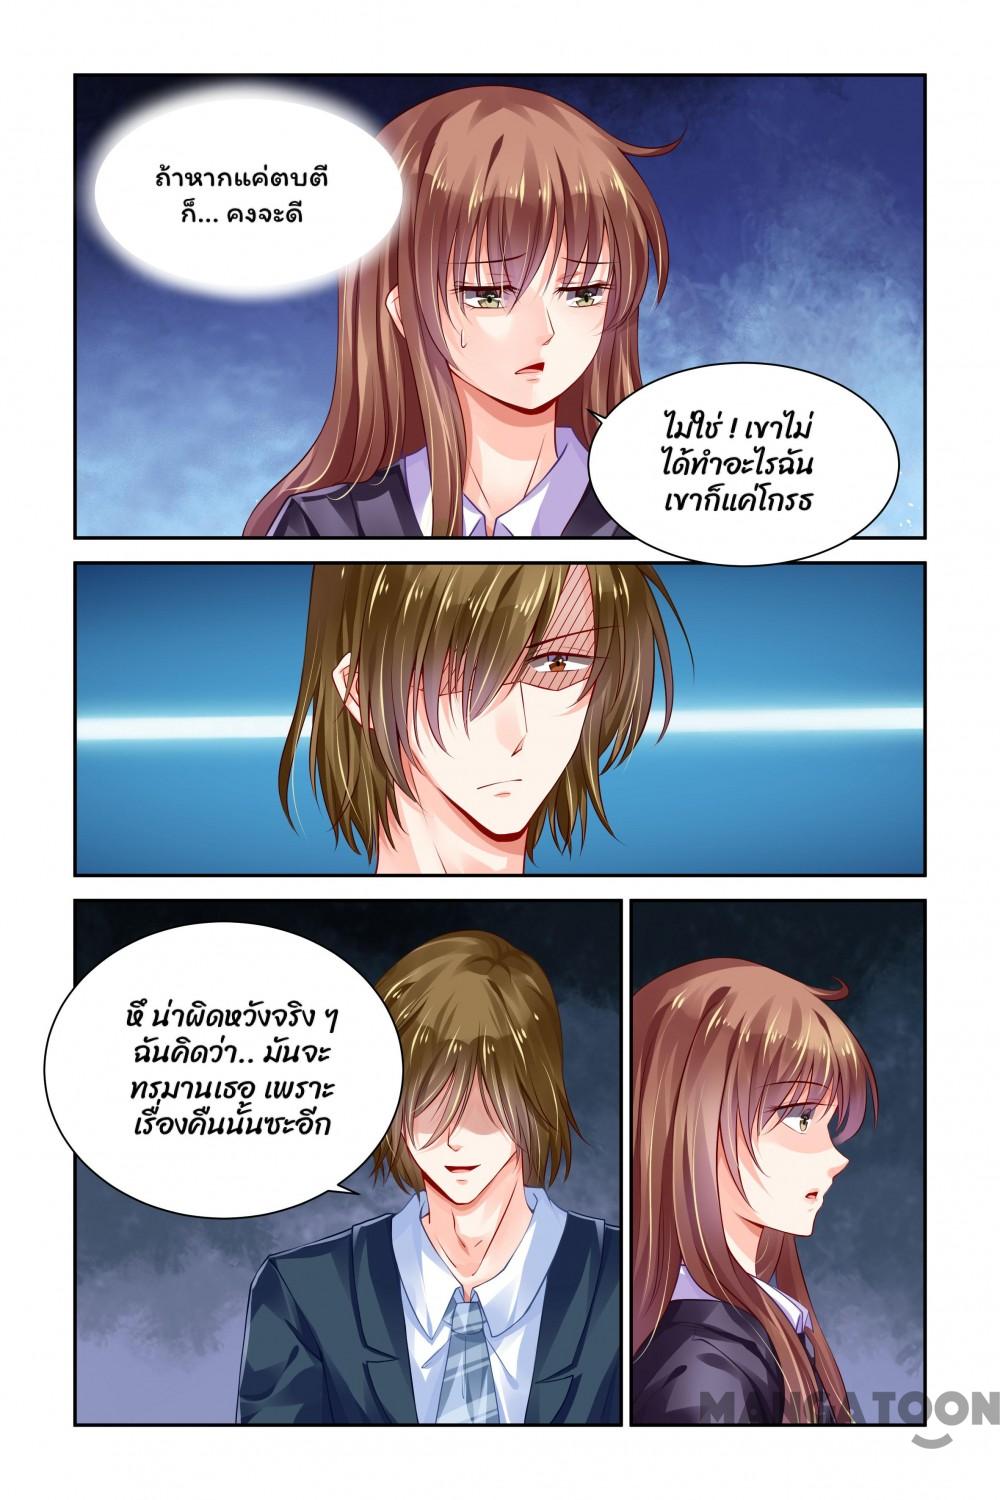 ถ้าหากแค่ตบตี
ก็... คงจะดี
ไม่ใช่ ! เขาไม่
ได้ทำอะไรฉัน
เขาก็แค่โกรธ
หึ น่าผิดหวังจริง ๆ
ฉันคิดว่า.. มันจะ
ทรมานเธอ เพราะ
เรื่องคืนนั้นซะอีก
MANGATOON